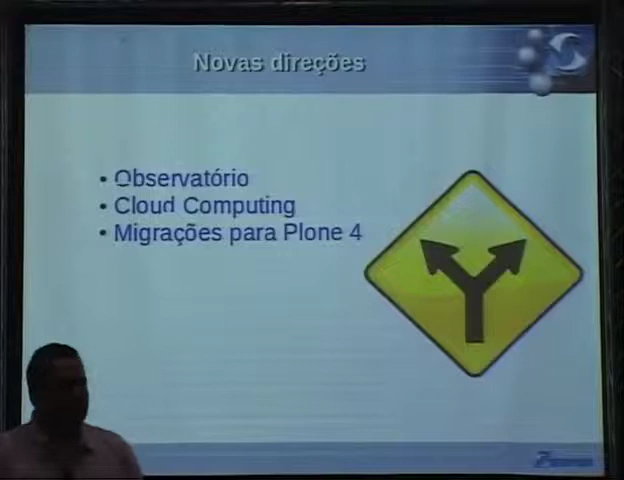 Novas direções
• Observatório
• Cloud Computing
• Migrações para Plone 4